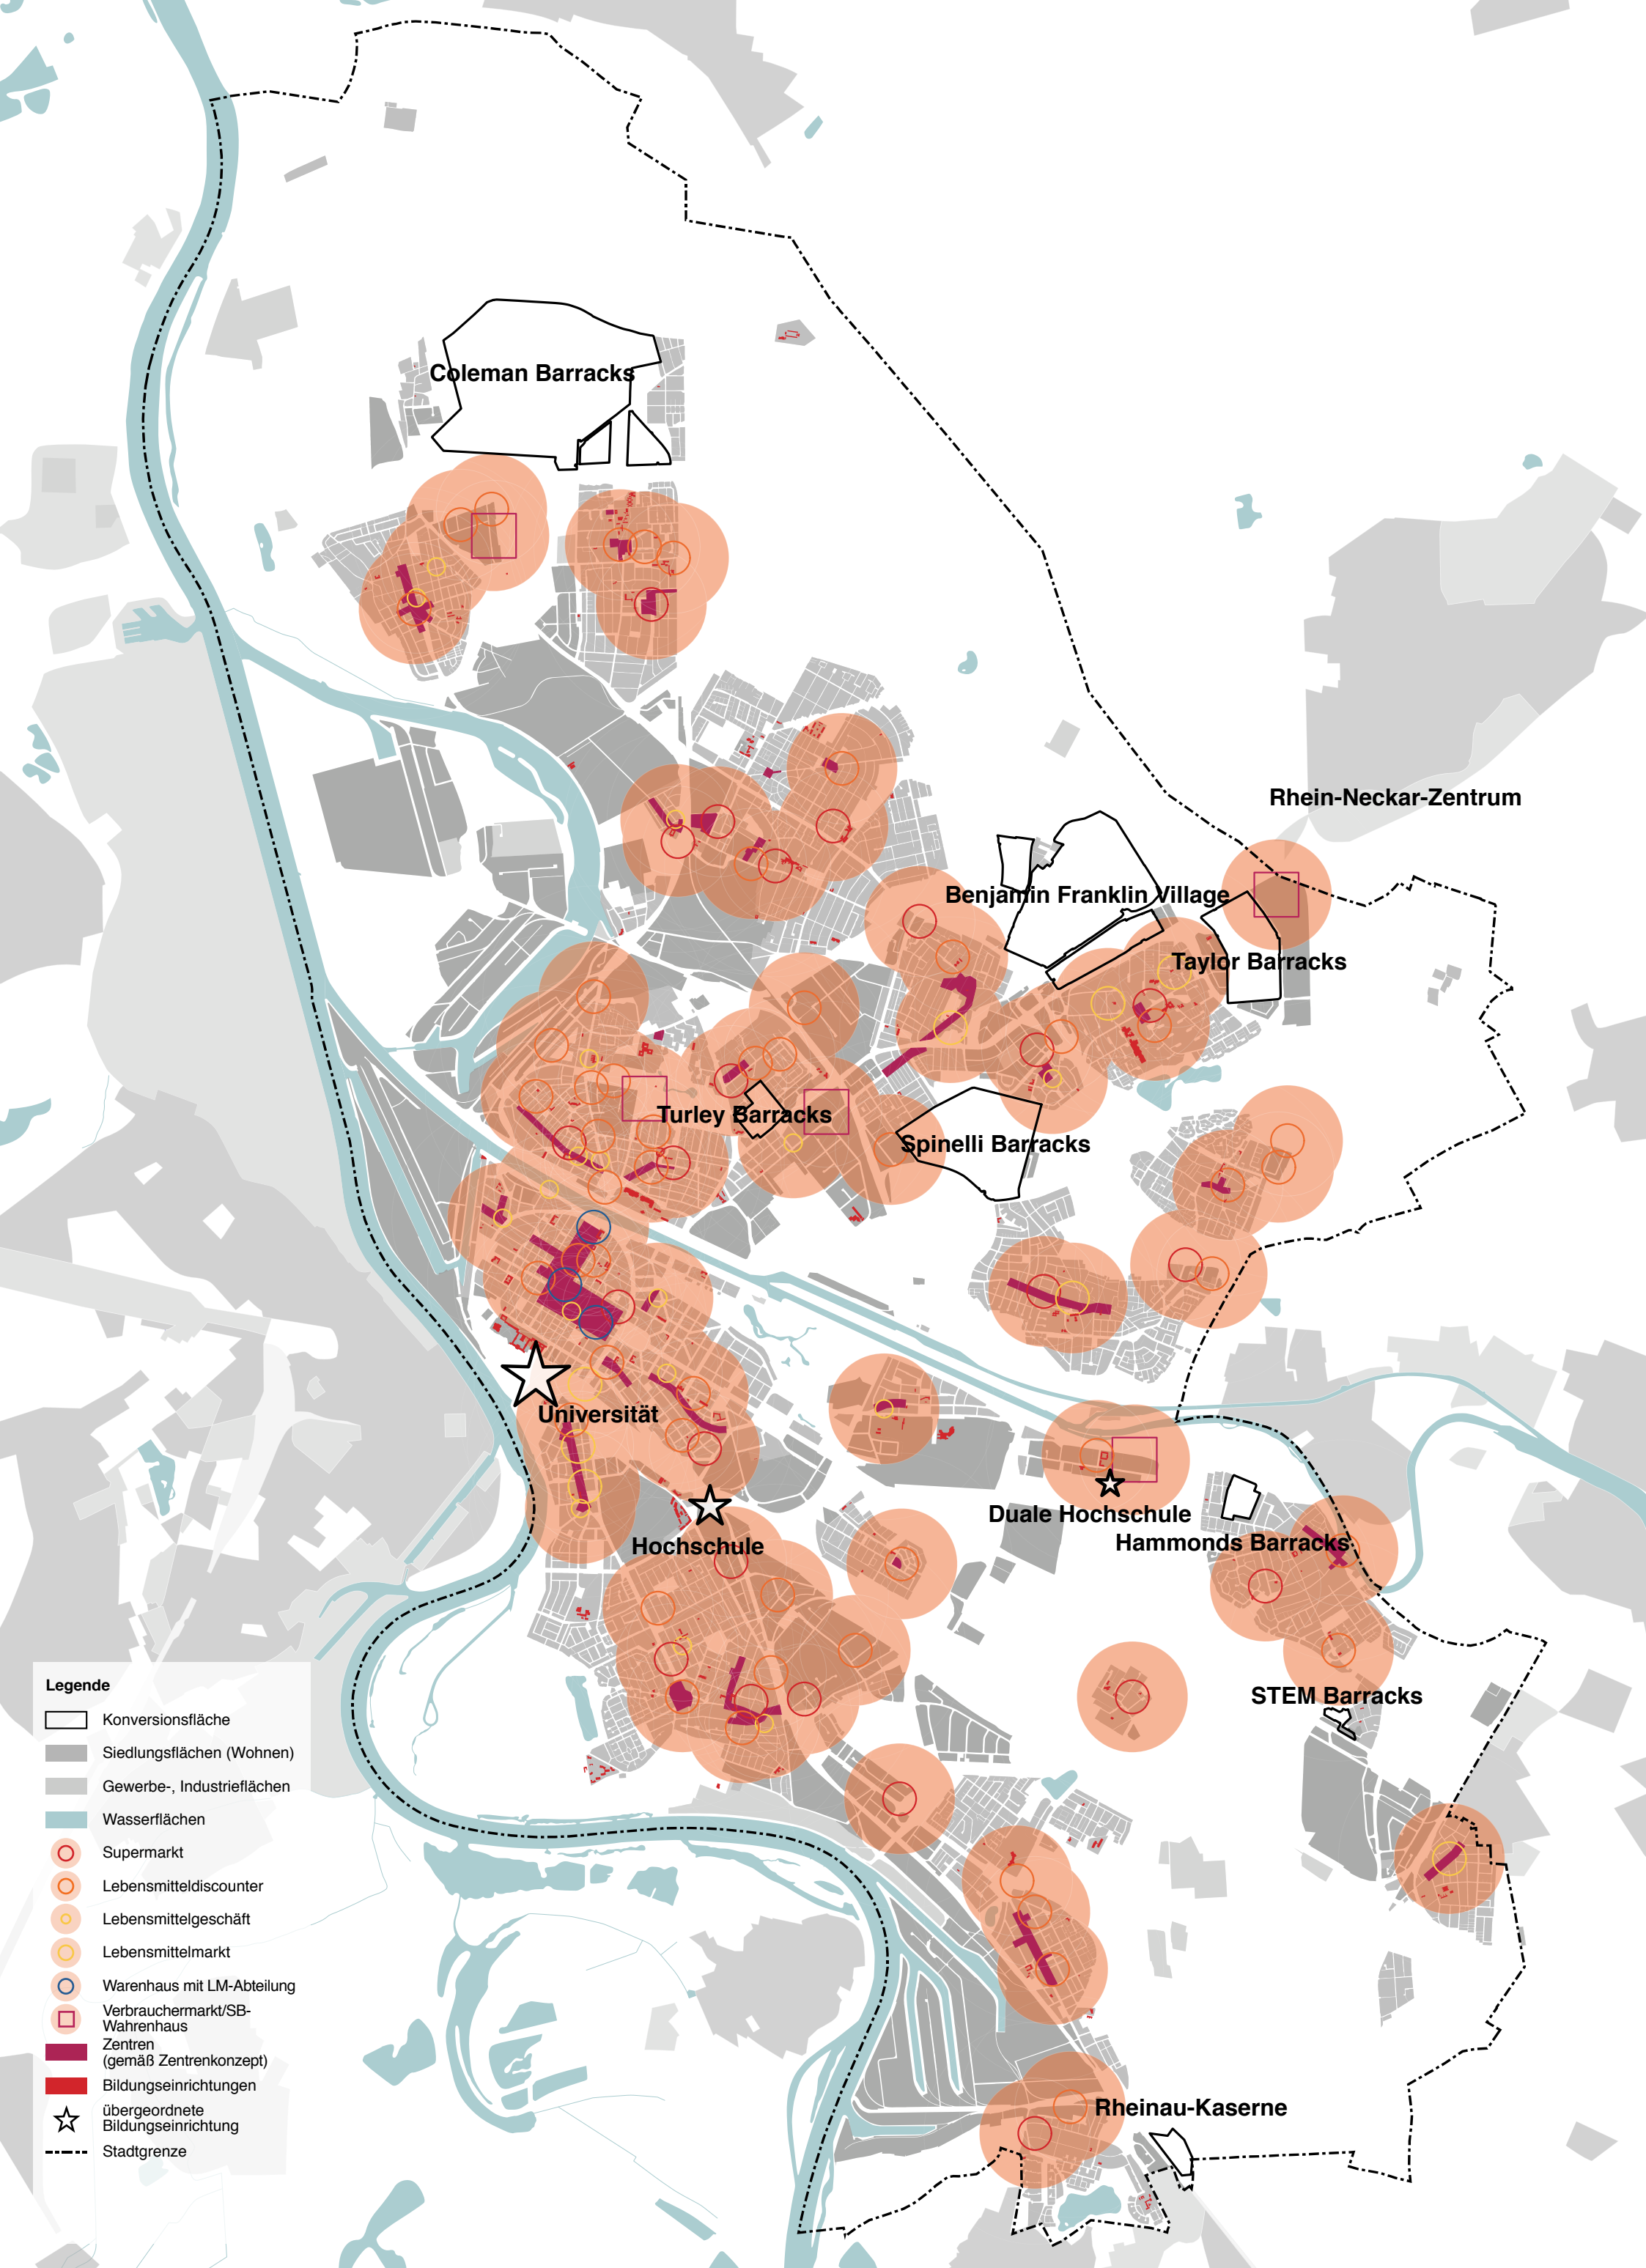 Coleman Barracks
Rhein-Neckar-Zentrum
Benjamin Franklin Village
Taylor Barracks
Turley Barracks
Spinelli Barracks
Universität
Duale Hochschule
Hammonds Barracks
Hochschule
STEM Barracks
Rheinau-Kaserne
Legende
Konversionsfläche
Siedlungsflächen (Wohnen)
Gewerbe-, Industrieflächen
Wasserflächen
Supermarkt
Lebensmitteldiscounter
Lebensmittelgeschäft
Lebensmittelmarkt
Warenhaus mit LM-Abteilung
Verbrauchermarkt/SB-
Wahrenhaus
Zentren
(gemäß Zentrenkonzept)
Bildungseinrichtungen
übergeordnete
Bildungseinrichtung
Stadtgrenze